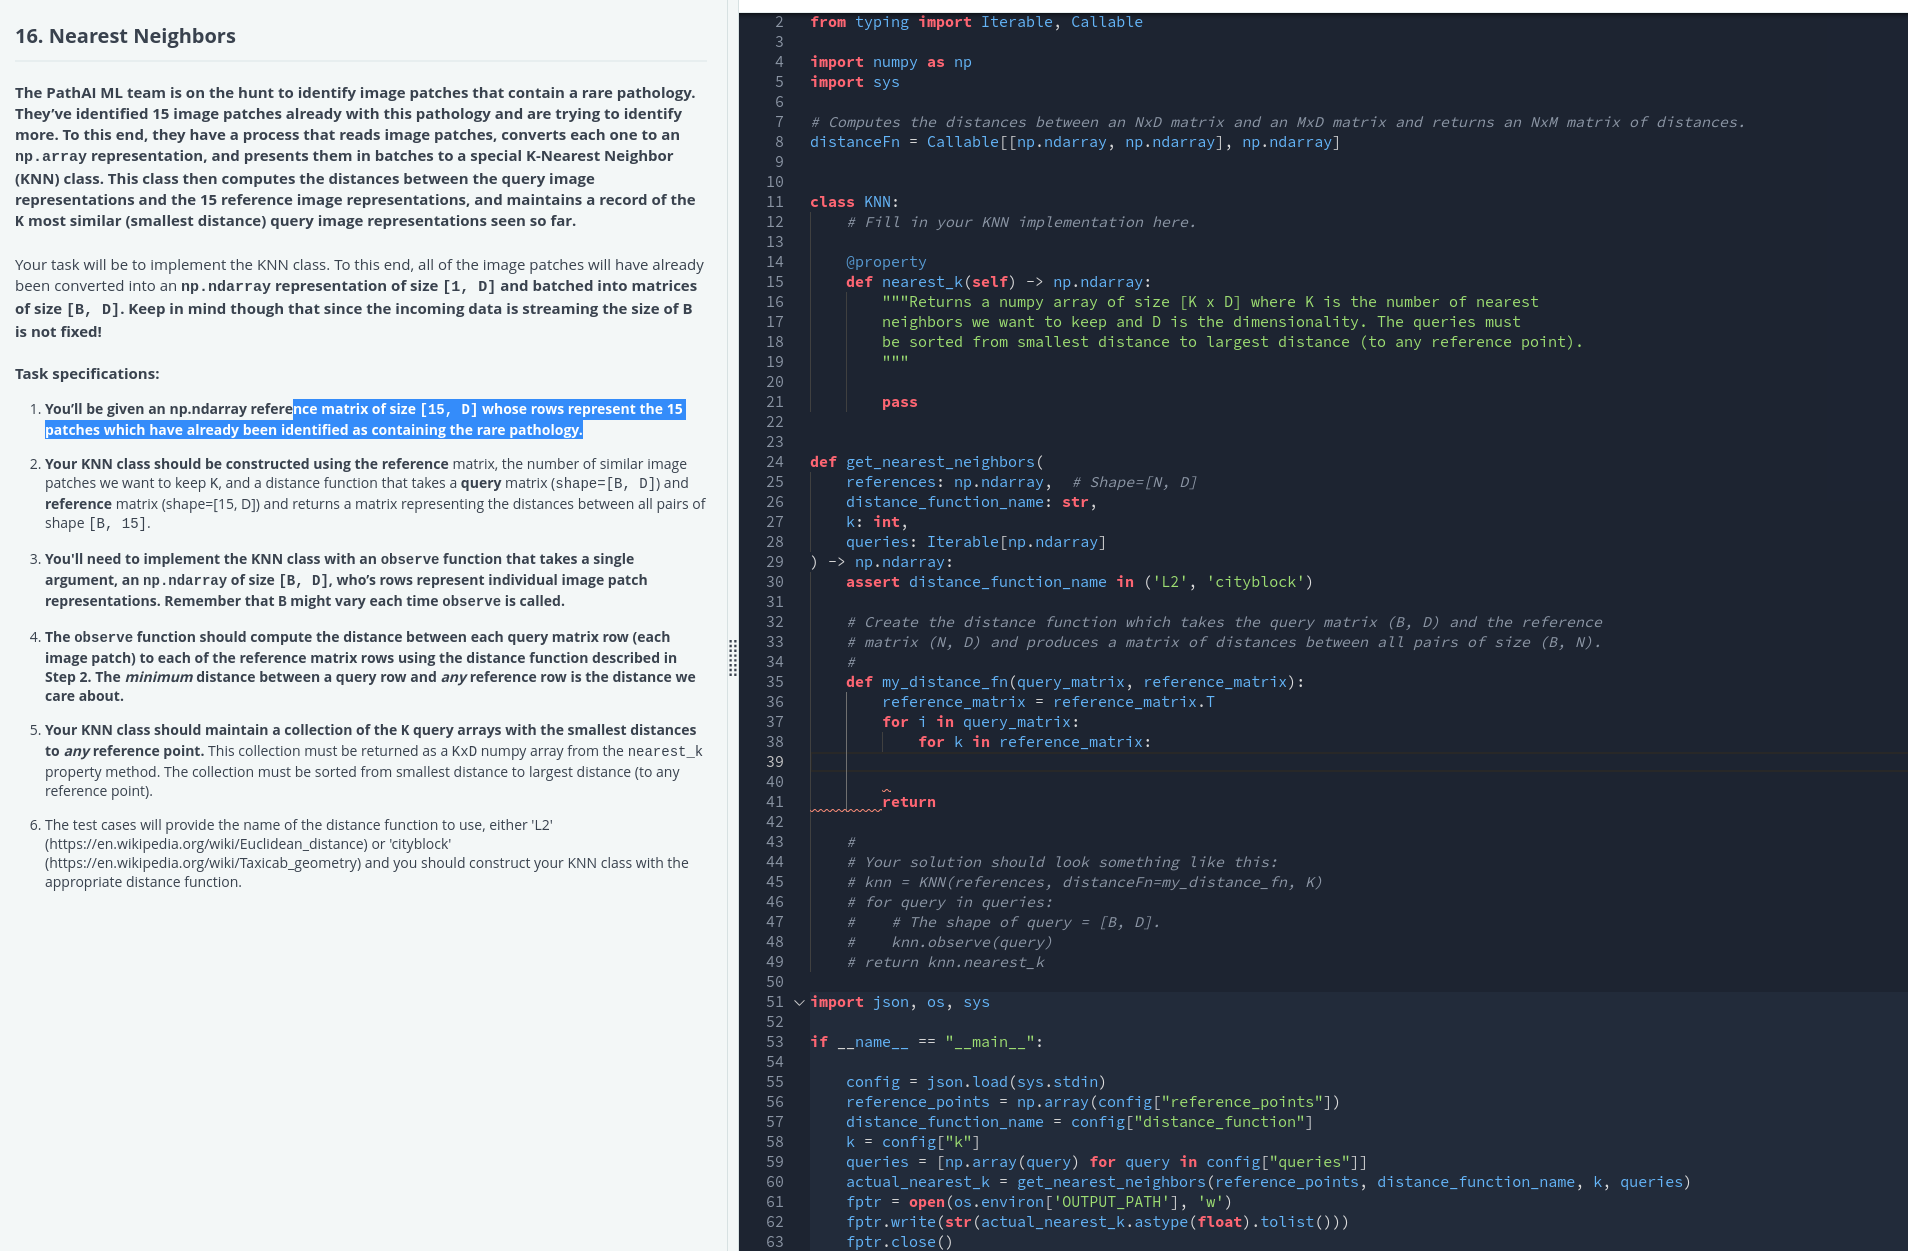 16. Nearest Neighbors
The PathAI ML team is on the hunt to identify image patches that contain a rare pathology.
They’ve identified 15 image patches already with this pathology and are trying to identify
more. To this end, they have a process that reads image patches, converts each one to an
np.array representation, and presents them in batches to a special K-Nearest Neighbor
(KNN) class. This class then computes the distances between the query image
representations and the 15 reference image representations, and maintains a record of the
K most similar (smallest distance) query image representations seen so far.
Your task will be to implement the KNN class. To this end, all of the image patches will have already
been converted into an np.ndarray representation of size [1, D] and batched into matrices
of size [B, D]. Keep in mind though that since the incoming data is streaming the size of B
is not fixed!
Task specifications:
1. You’ll be given an np.ndarray reference matrix of size [15, D] whose rows represent the 15
patches which have already been identified as containing the rare pathology.
2. Your KNN class should be constructed using the reference matrix, the number of similar image
patches we want to keep K, and a distance function that takes a query matrix (shape=[B, D]) and
reference matrix (shape=[15, D]) and returns a matrix representing the distances between all pairs of
shape [B, 15].
3. You'll need to implement the KNN class with an observe function that takes a single
argument, an np.ndarray of size [B, D], who’s rows represent individual image patch
representations. Remember that B might vary each time observe is called.
4. The observe function should compute the distance between each query matrix row (each
image patch) to each of the reference matrix rows using the distance function described in
Step 2. The minimum distance between a query row and any reference row is the distance we
care about.
5. Your KNN class should maintain a collection of the K query arrays with the smallest distances
to any reference point. This collection must be returned as a KxD numpy array from the nearest_k
property method. The collection must be sorted from smallest distance to largest distance (to any
reference point).
6. The test cases will provide the name of the distance function to use, either 'L2'
(https://en.wikipedia.org/wiki/Euclidean_distance) or 'cityblock'
(https://en.wikipedia.org/wiki/Taxicab_geometry) and you should construct your KNN class with the
appropriate distance function.
2 from typing import Iterable, Callable
3
4 import numpy as np
5 import sys
6
7 # Computes the distances between an NxD matrix and an MxD matrix and returns an NxM matrix of distances.
8 distanceFn = Callable[[np.ndarray, np.ndarray], np.ndarray]
9
10
11 class KNN:
12     # Fill in your KNN implementation here.
13
14     @property
15     def nearest_k(self) -> np.ndarray:
16         """Returns a numpy array of size [K x D] where K is the number of nearest
17         neighbors we want to keep and D is the dimensionality. The queries must
18         be sorted from smallest distance to largest distance (to any reference point).
19         """
20
21         pass
22
23
24 def get_nearest_neighbors(
25     references: np.ndarray,  # Shape=[N, D]
26     distance_function_name: str,
27     k: int,
28     queries: Iterable[np.ndarray]
29 ) -> np.ndarray:
30     assert distance_function_name in ('L2', 'cityblock')
31
32     # Create the distance function which takes the query matrix (B, D) and the reference
33     # matrix (N, D) and produces a matrix of distances between all pairs of size (B, N).
34     #
35     def my_distance_fn(query_matrix, reference_matrix):
36         reference_matrix = reference_matrix.T
37         for i in query_matrix:
38             for k in reference_matrix:
39
40
41         return
42
43     #
44     # Your solution should look something like this:
45     # knn = KNN(references, distanceFn=my_distance_fn, K)
46     # for query in queries:
47     #    # The shape of query = [B, D].
48     #    knn.observe(query)
49     # return knn.nearest_k
50
51 import json, os, sys
52
53 if __name__ == "__main__":
54
55     config = json.load(sys.stdin)
56     reference_points = np.array(config["reference_points"])
57     distance_function_name = config["distance_function"]
58     k = config["k"]
59     queries = [np.array(query) for query in config["queries"]]
60     actual_nearest_k = get_nearest_neighbors(reference_points, distance_function_name, k, queries)
61     fptr = open(os.environ['OUTPUT_PATH'], 'w')
62     fptr.write(str(actual_nearest_k.astype(float).tolist()))
63     fptr.close()